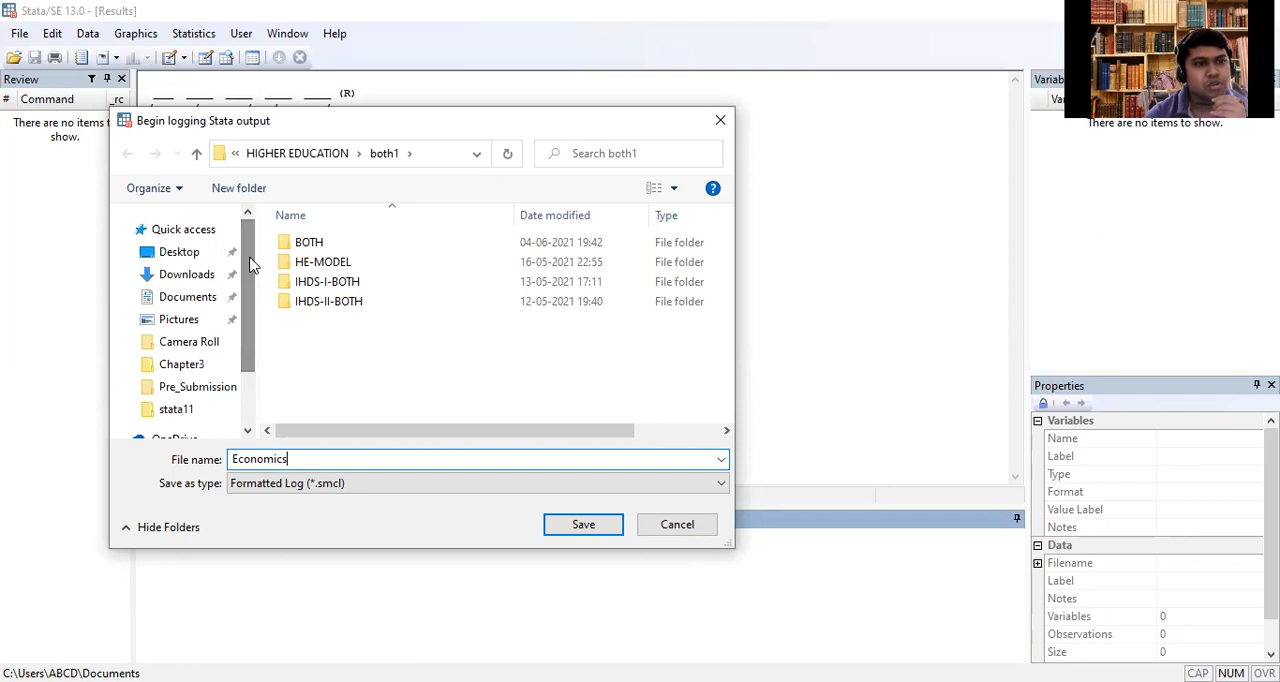 Stata/SE 13.0 - [Results]
File Edit Data Graphics Statistics User Window Help
Review
# Command _rc
There are no items to show.
(R)
Variab
Va
There are no items to show.
Begin logging Stata output
« HIGHER EDUCATION › both1 ›
Search both1
Organize
New folder
Name Date modified Type
Quick access
Desktop
Downloads
Documents
Pictures
Camera Roll
Chapter3
Pre_Submission
stata11
OneDrive
BOTH 04-06-2021 19:42 File folder
HE-MODEL 16-05-2021 22:55 File folder
IHDS-I-BOTH 13-05-2021 17:11 File folder
IHDS-II-BOTH 12-05-2021 19:40 File folder
File name: Economics
Save as type: Formatted Log (*.smcl)
Hide Folders
Save
Cancel
Properties
Variables
Name
Label
Type
Format
Value Label
Notes
Data
Filename
Label
Notes
Variables 0
Observations 0
Size 0
C:\Users\ABCD\Documents
CAP NUM OVR